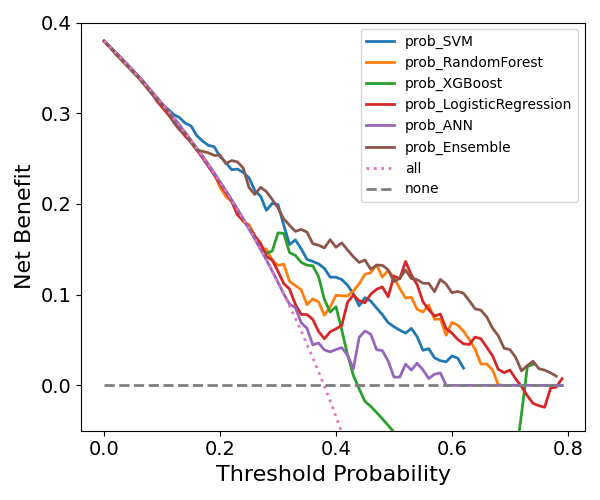 0.4
0.3
0.2
0.1
0.0
Net Benefit
0.0
0.2
0.4
0.6
0.8
Threshold Probability
prob_SVM
prob_RandomForest
prob_XGBoost
prob_LogisticRegression
prob_ANN
prob_Ensemble
all
none